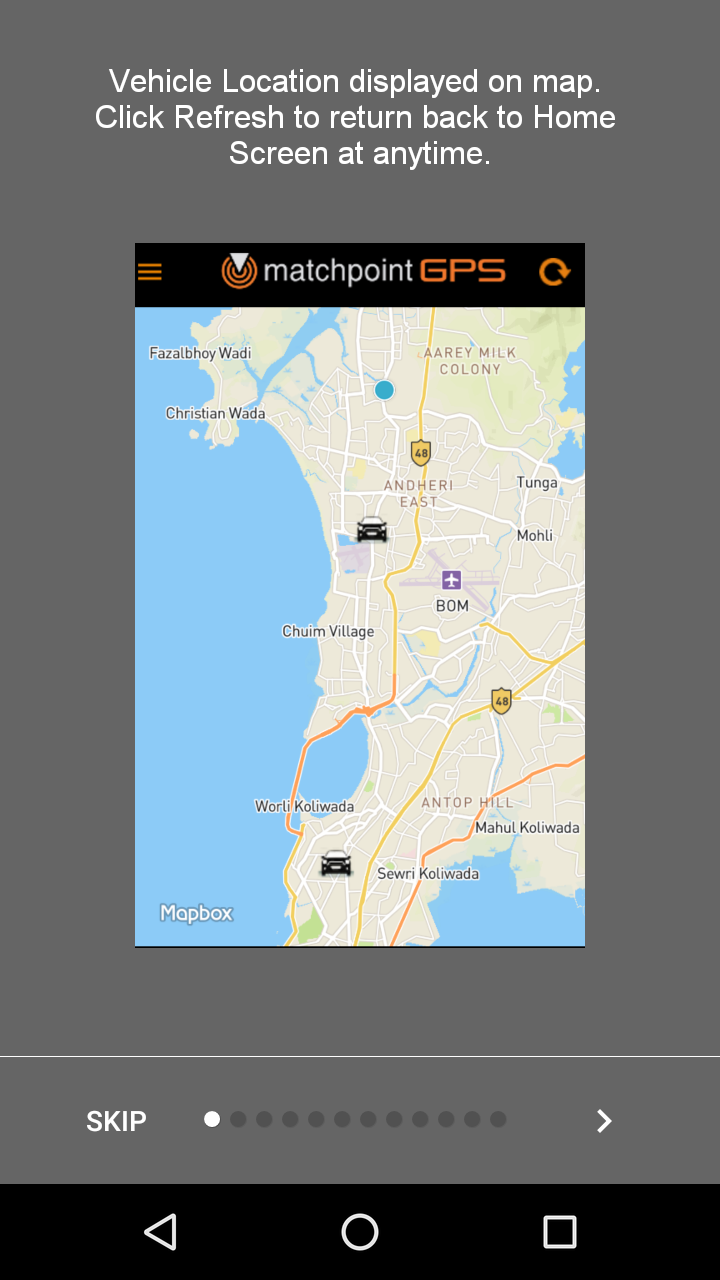 Vehicle Location displayed on map.
Click Refresh to return back to Home
Screen at anytime.
matchpoint GPS
Fazalbhoy Wadi
AAREY MILK
COLONY
Christian Wada
48
ANDHERI
EAST
Tunga
Mohli
BOM
Chuim Village
48
Worli Koliwada
ANTOP HILL
Mahul Koliwada
Sewri Koliwada
Mapbox
SKIP